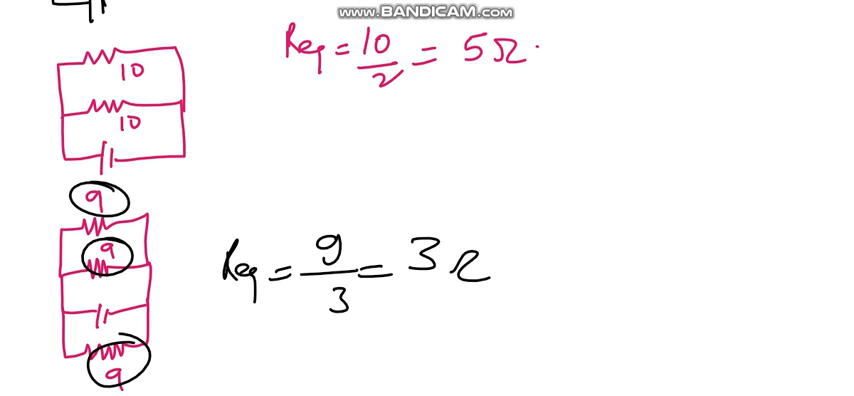 WWW.BANDICAM.COM
Req = 10/2 = 5Ω
10
10
9
9
Req = 9/3 = 3Ω
9